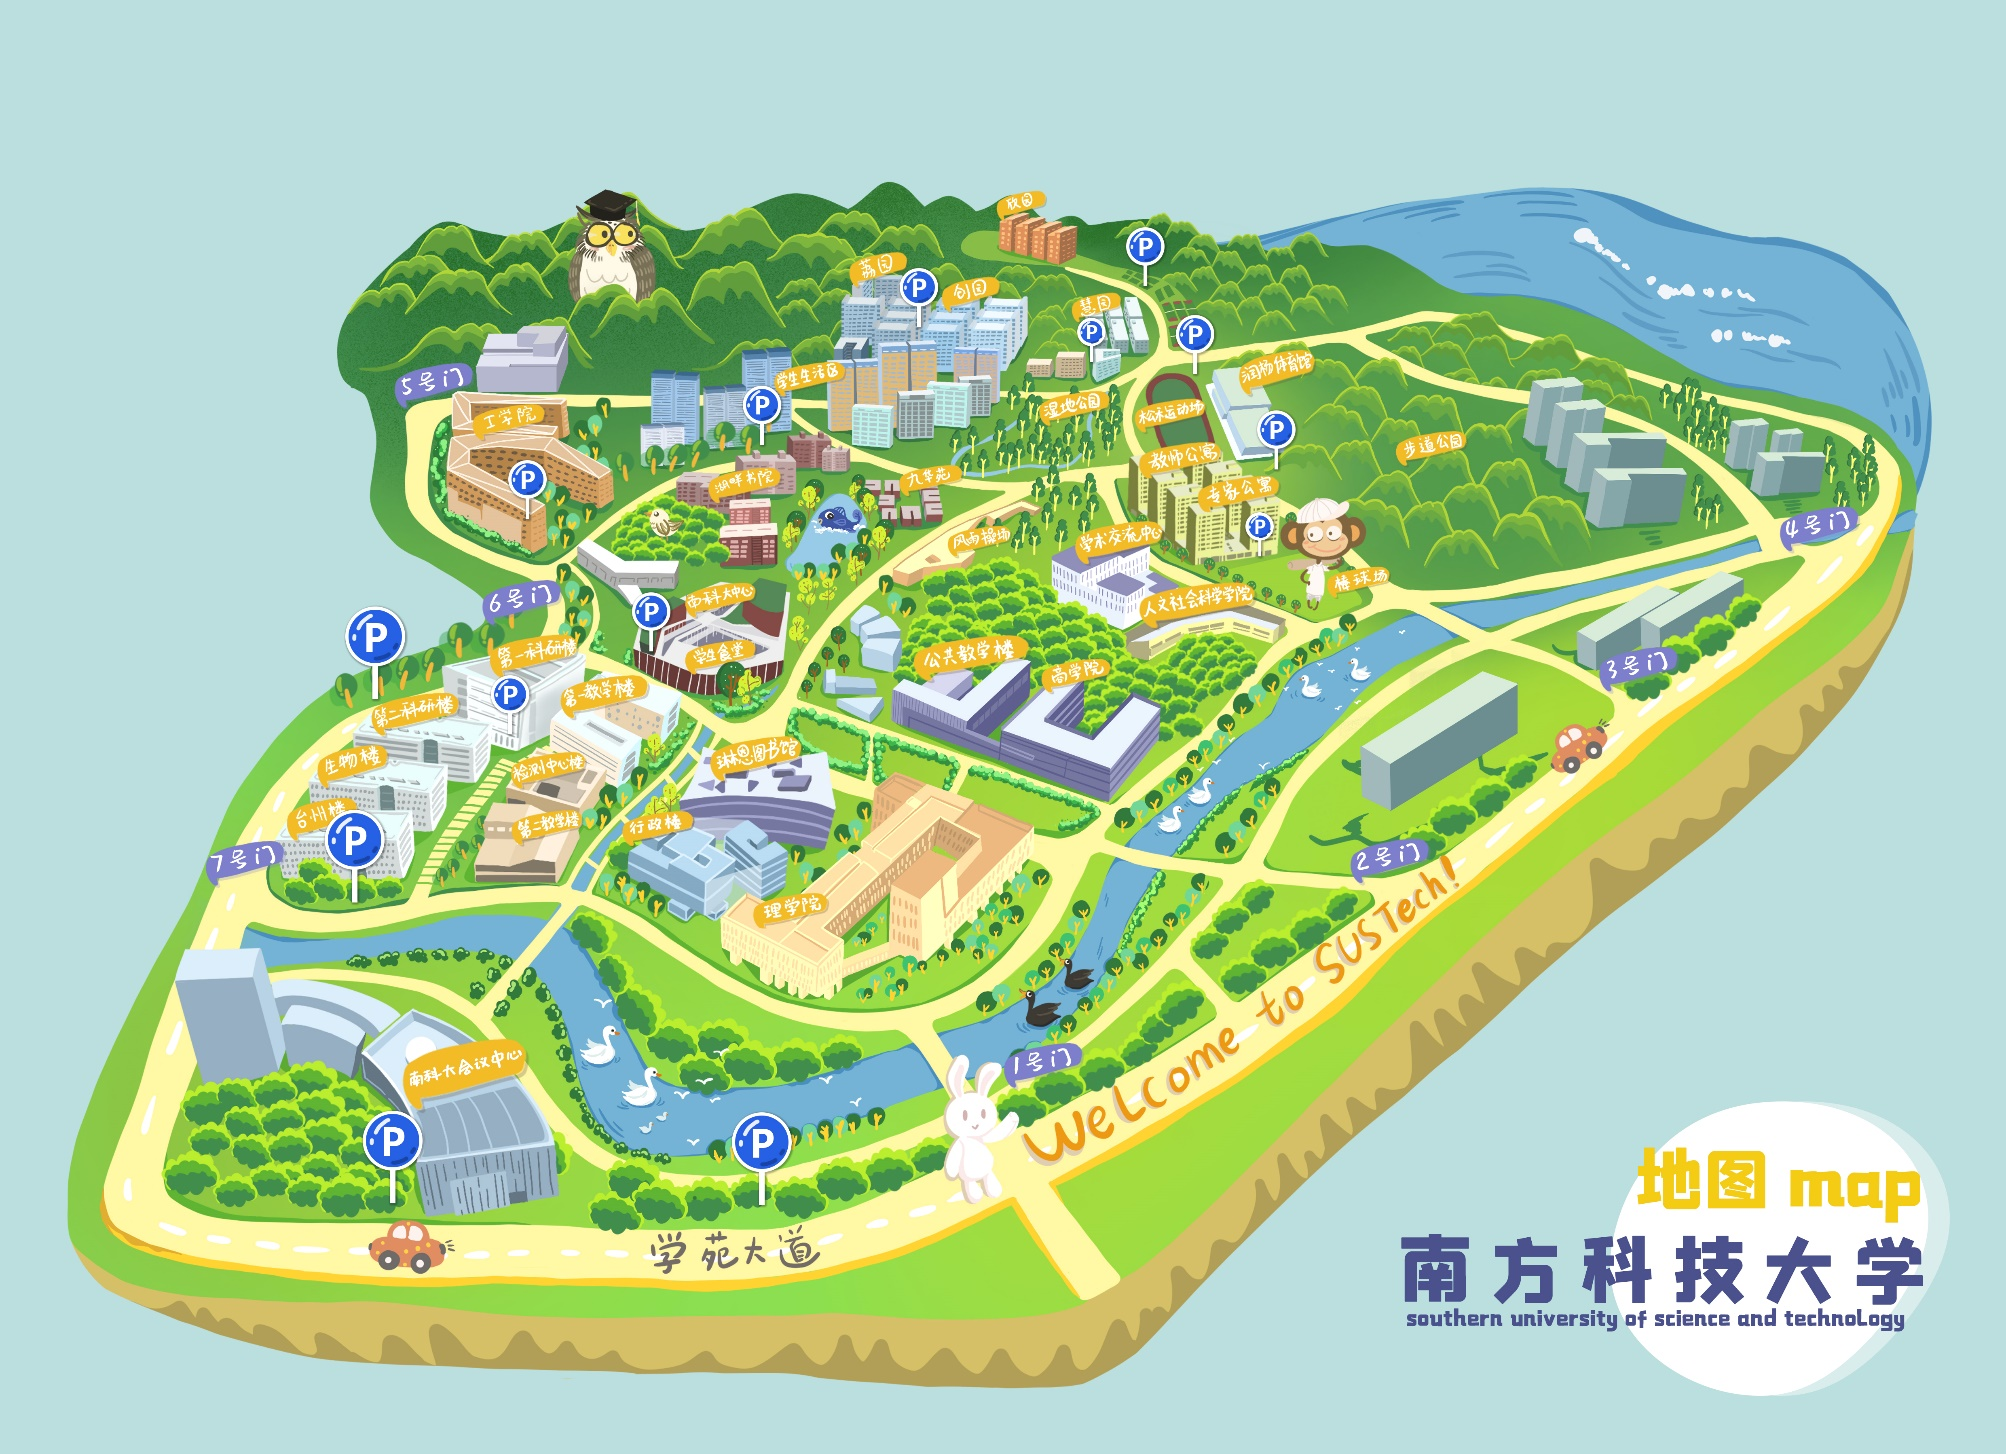 欣园
荔园
P
创园
P
慧园
P
P
5号门
学生生活区
P
润杨体育馆
工学院
湿地公园
松禾运动场
P
步道公园
教师公寓
P
湖畔书院
九华苑
专家公寓
P
4号门
风雨操场
学术交流中心
棒球场
6号门
P
南科大中心
人文社会科学学院
P
第一科研楼
学生食堂
公共教学楼
商学院
3号门
P
第一教学楼
第二科研楼
琳恩图书馆
生物楼
检测中心楼
台州楼
P
第二教学楼
行政楼
7号门
2号门
理学院
Welcome to SUSTech!
南科大会议中心
1号门
P
P
学苑大道
地图 map
南方科技大学
southern university of science and technology